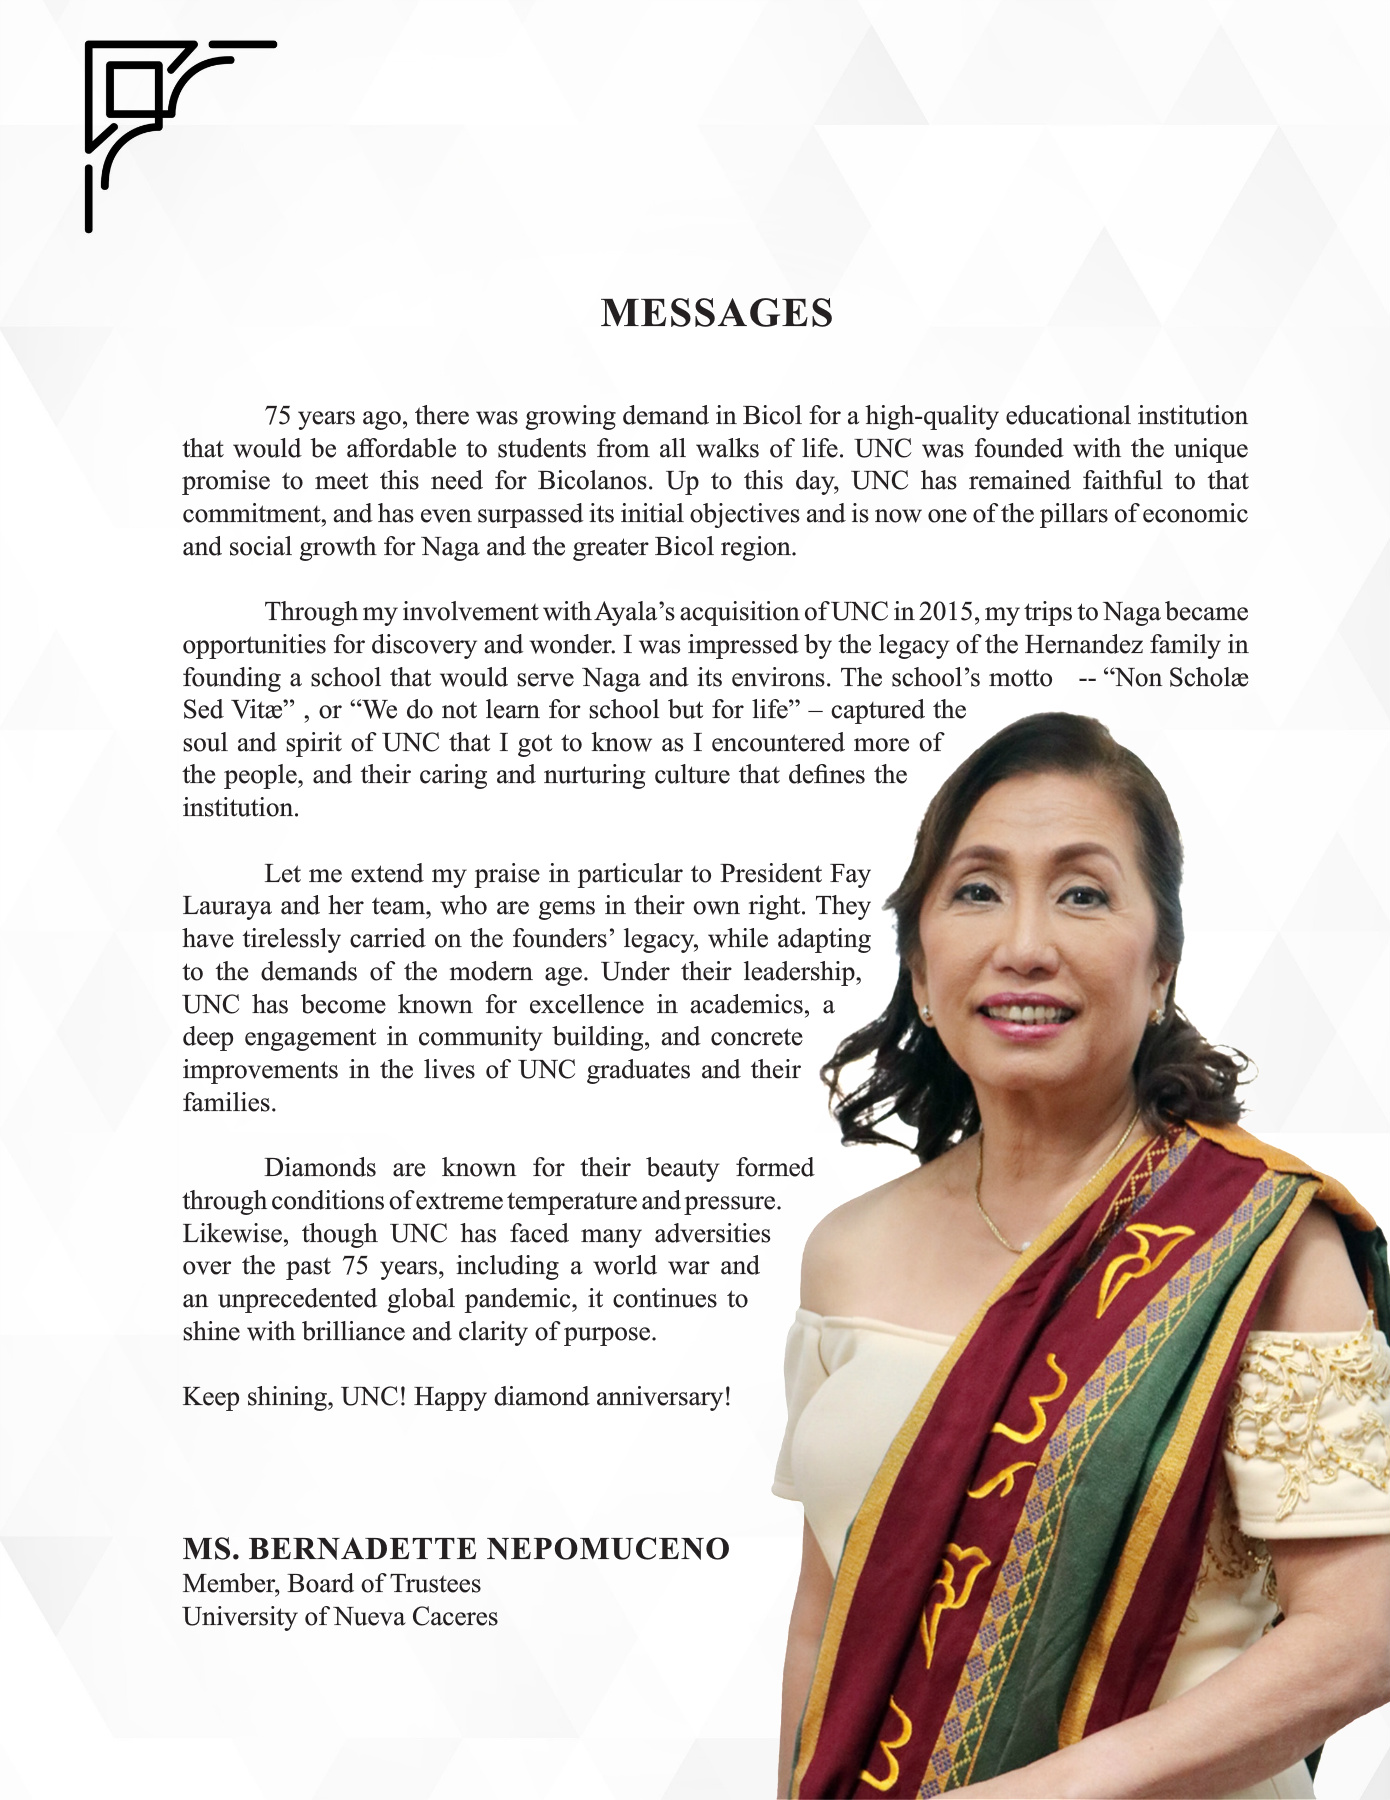 MESSAGES
75 years ago, there was growing demand in Bicol for a high-quality educational institution
that would be affordable to students from all walks of life. UNC was founded with the unique
promise to meet this need for Bicolanos. Up to this day, UNC has remained faithful to that
commitment, and has even surpassed its initial objectives and is now one of the pillars of economic
and social growth for Naga and the greater Bicol region.
Through my involvement with Ayala’s acquisition of UNC in 2015, my trips to Naga became
opportunities for discovery and wonder. I was impressed by the legacy of the Hernandez family in
founding a school that would serve Naga and its environs. The school’s motto -- “Non Scholæ
Sed Vitæ” , or “We do not learn for school but for life” – captured the
soul and spirit of UNC that I got to know as I encountered more of
the people, and their caring and nurturing culture that defines the
institution.
Let me extend my praise in particular to President Fay
Lauraya and her team, who are gems in their own right. They
have tirelessly carried on the founders’ legacy, while adapting
to the demands of the modern age. Under their leadership,
UNC has become known for excellence in academics, a
deep engagement in community building, and concrete
improvements in the lives of UNC graduates and their
families.
Diamonds are known for their beauty formed
through conditions of extreme temperature and pressure.
Likewise, though UNC has faced many adversities
over the past 75 years, including a world war and
an unprecedented global pandemic, it continues to
shine with brilliance and clarity of purpose.
Keep shining, UNC! Happy diamond anniversary!
MS. BERNADETTE NEPOMUCENO
Member, Board of Trustees
University of Nueva Caceres